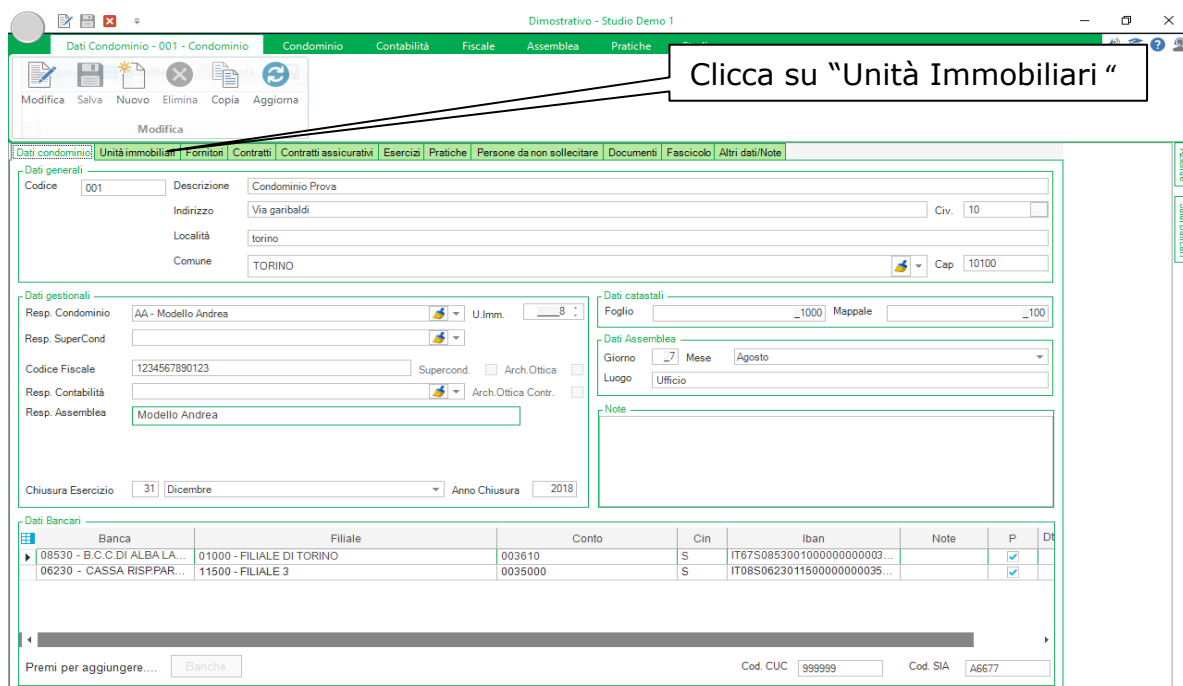 Dimostrativo - Studio Demo 1
Dati Condominio - 001 - Condominio Condominio Contabilità Fiscale Assemblea Pratiche
Clicca su “Unità Immobiliari “
Modifica Salva Nuovo Elimina Copia Aggiorna
Modifica
Dati condominio Unità immobiliari Fornitori Contratti Contratti assicurativi Esercizi Pratiche Persone da non sollecitare Documenti Fascicolo Altri dati/Note
Dati generali
Codice 001 Descrizione Condominio Prova
Indirizzo Via garibaldi Civ. 10
Località torino
Comune TORINO Cap 10100
Dati gestionali
Resp. Condominio AA - Modello Andrea U.Imm. ____8
Resp. SuperCond
Codice Fiscale 1234567890123 Supercond. Arch.Ottica
Resp. Contabilità Arch.Ottica Contr.
Resp. Assemblea Modello Andrea
Chiusura Esercizio 31 Dicembre Anno Chiusura 2018
Dati catastali
Foglio _1000 Mappale _100
Dati Assemblea
Giorno _7 Mese Agosto
Luogo Ufficio
Note
Dati Bancari
Banca Filiale Conto Cin Iban Note P Dt
08530 - B.C.C.DI ALBA LA... 01000 - FILIALE DI TORINO 003610 S IT67S0853001000000000003...
06230 - CASSA RISP.PAR... 11500 - FILIALE 3 0035000 S IT08S0623011500000000035...
Premi per aggiungere.... Banche Cod. CUC 999999 Cod. SIA A6677